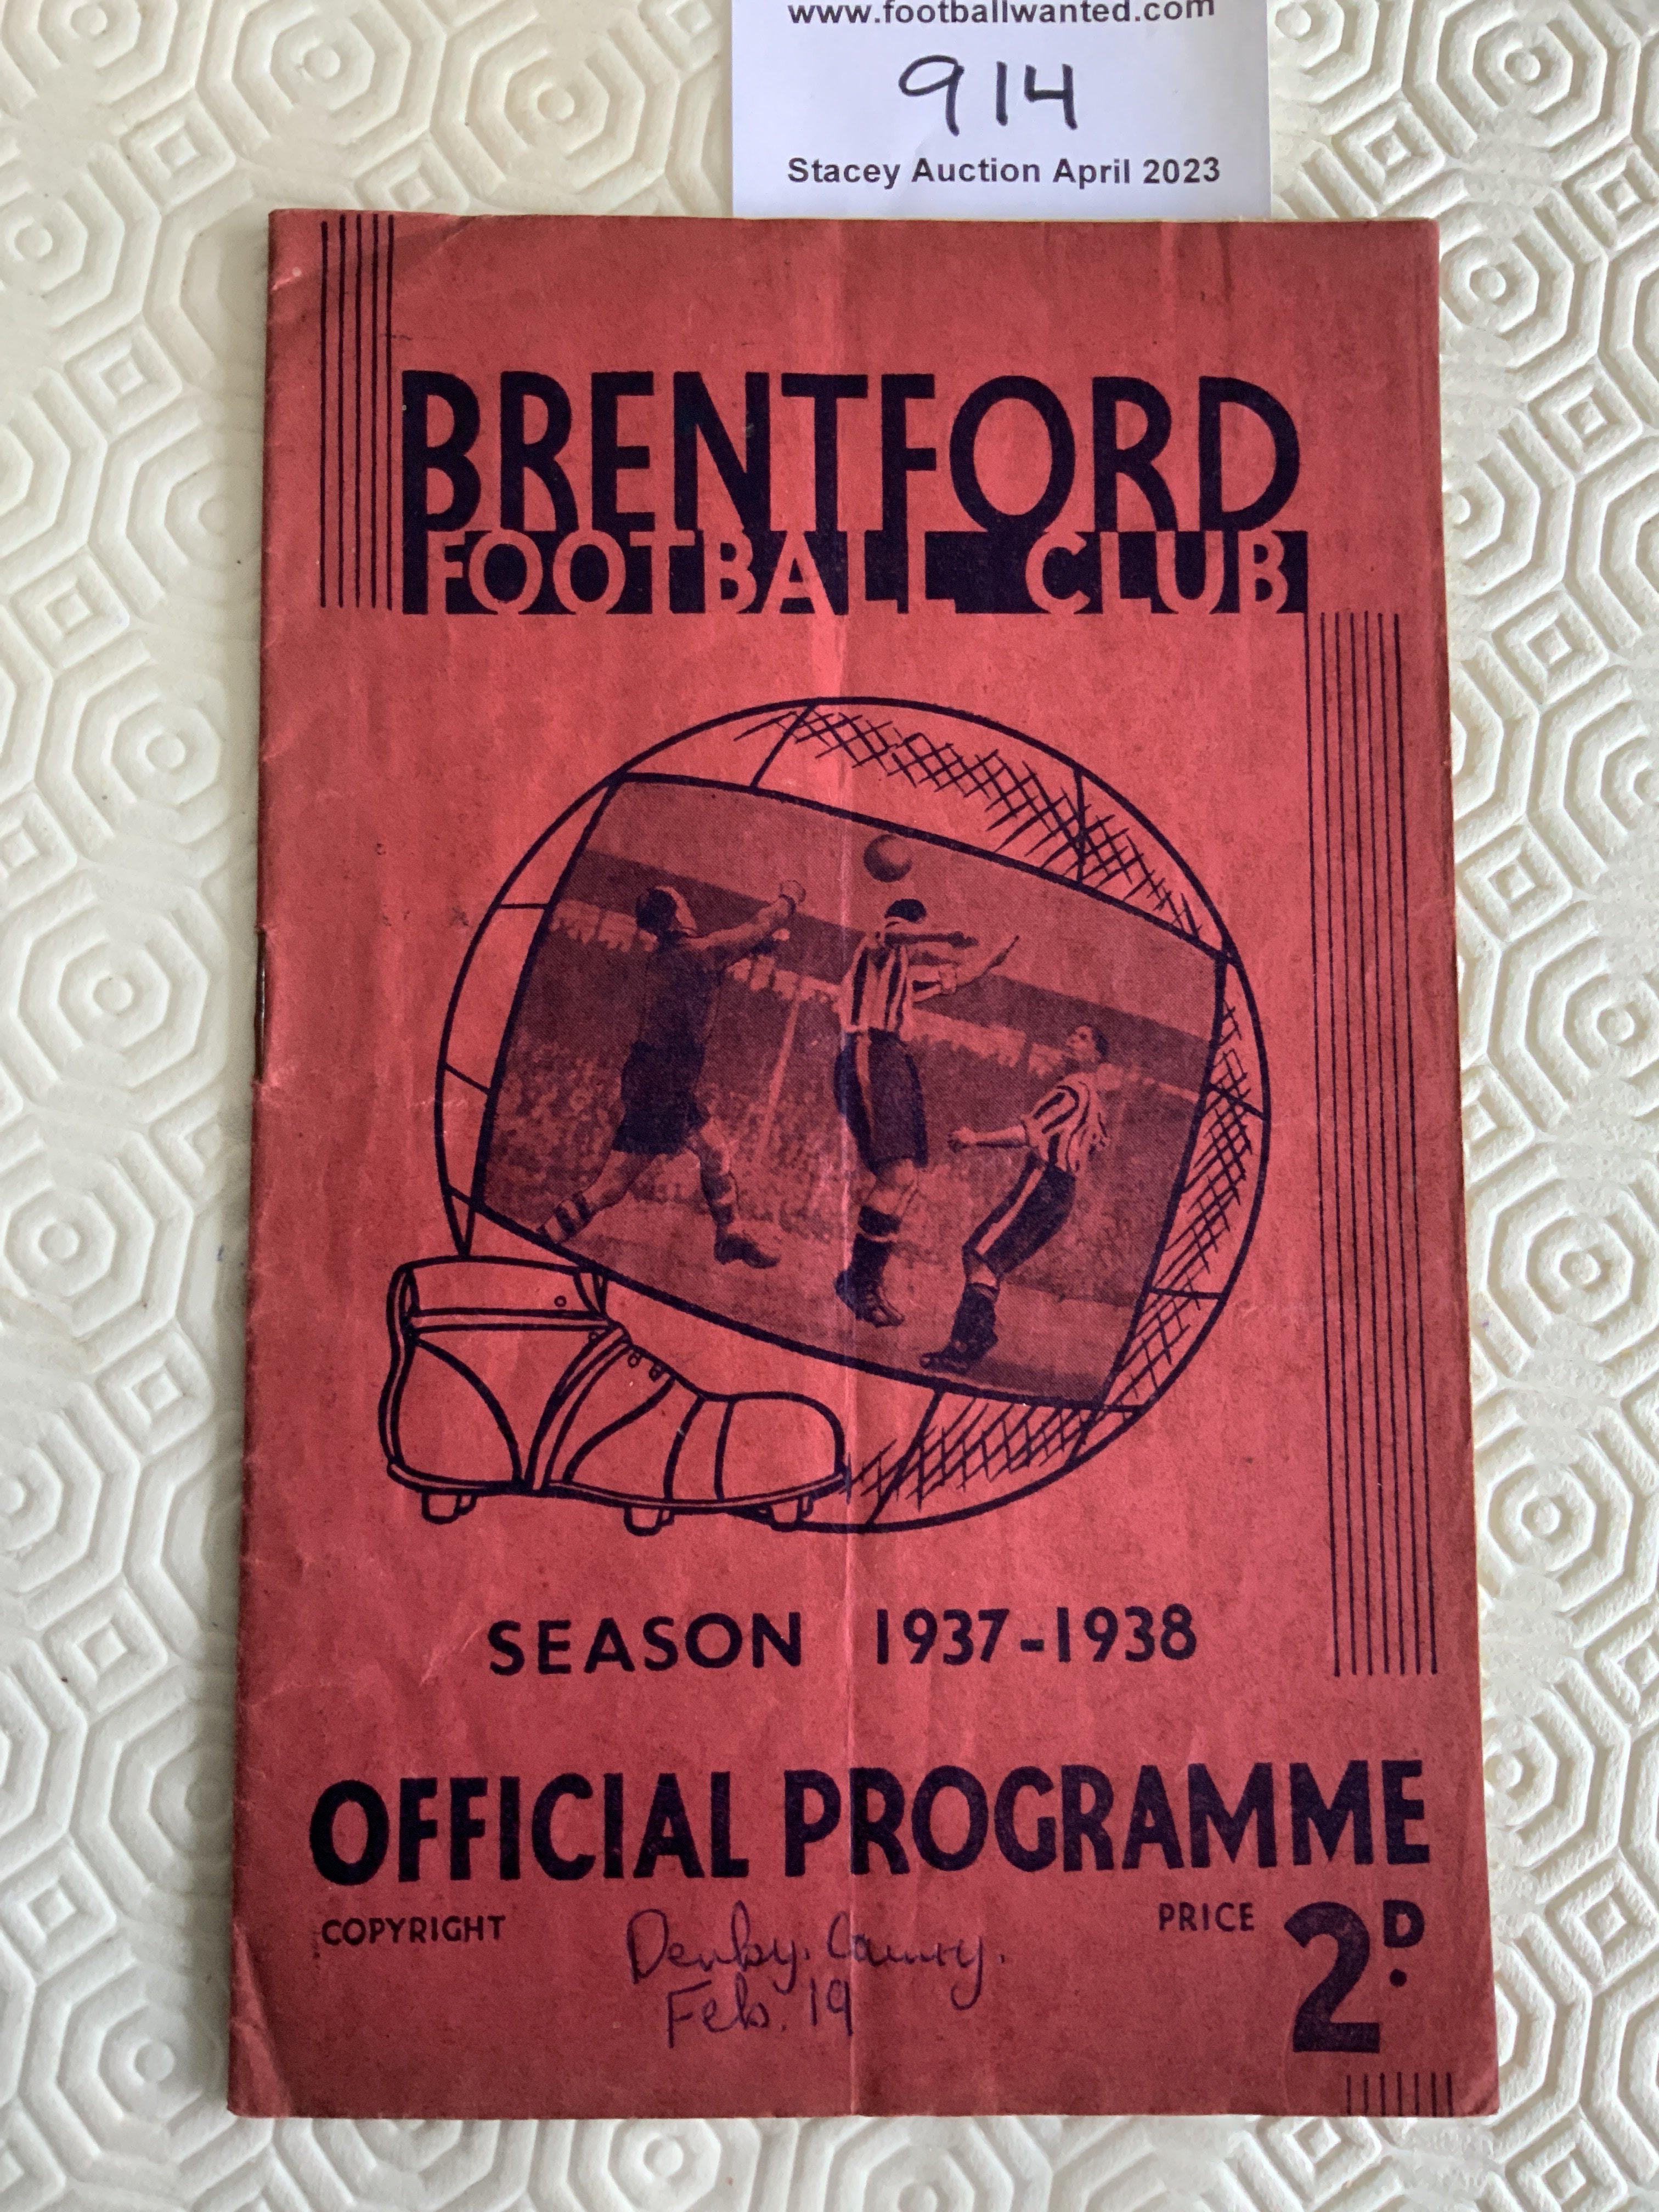 www.footballwanted.com
914
Stacey Auction April 2023
BRENTFORD
FOOTBALL CLUB
SEASON 1937-1938
OFFICIAL PROGRAMME
COPYRIGHT
PRICE 2D.
Derby. County.
Feb. 19